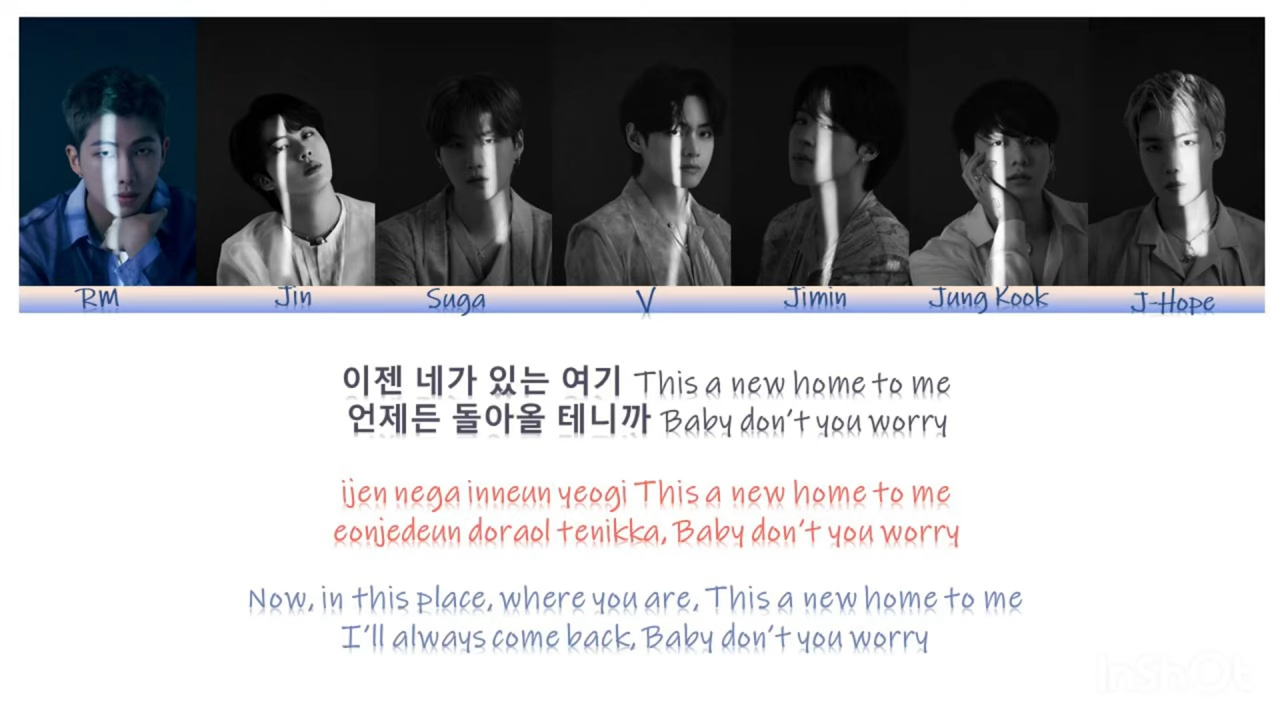 RM Jin Suga V Jimin Jung Kook J-Hope
이젠 네가 있는 여기 This a new home to me
언제든 돌아올 테니까 Baby don't you worry
ijen nega inneun yeogi This a new home to me
eonjedeun doraol tenikka, Baby don't you worry
Now, in this place, where you are, This a new home to me
I'll always come back, Baby don't you worry
InShOt